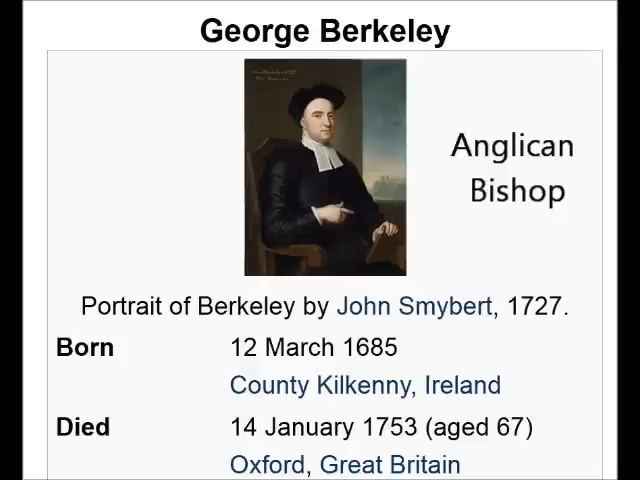 George Berkeley
Anglican
Bishop
Portrait of Berkeley by John Smybert, 1727.
Born 12 March 1685
County Kilkenny, Ireland
Died 14 January 1753 (aged 67)
Oxford, Great Britain